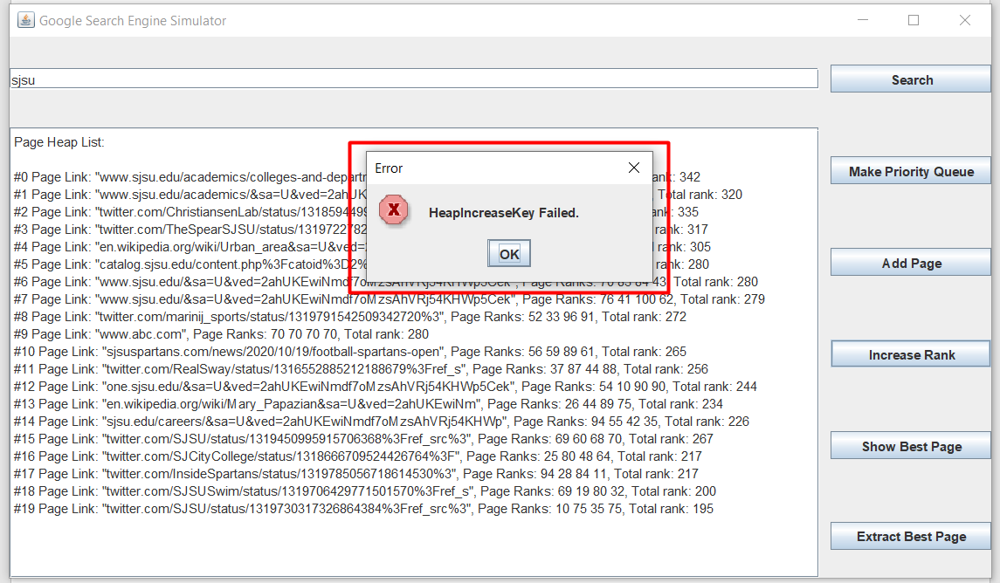 Google Search Engine Simulator
sjsu
Search
Page Heap List:
#0 Page Link: "www.sjsu.edu/academics/colleges-and-depart rank: 342
#1 Page Link: "www.sjsu.edu/academics/&sa=U&ved=2ahUK , Total rank: 320
#2 Page Link: "twitter.com/ChristiansenLab/status/131859449 rank: 335
#3 Page Link: "twitter.com/TheSpearSJSU/status/1319722782 rank: 317
#4 Page Link: "en.wikipedia.org/wiki/Urban_area&sa=U&ved= rank: 305
#5 Page Link: "catalog.sjsu.edu/content.php%3Fcatoid%3D2% rank: 280
#6 Page Link: "www.sjsu.edu/&sa=U&ved=2ahUKEwiNmdf7oMzsAhVRj54KHWp5Cek", Page Ranks: 70 83 84 43, Total rank: 280
#7 Page Link: "www.sjsu.edu/&sa=U&ved=2ahUKEwiNmdf7oMzsAhVRj54KHWp5Cek", Page Ranks: 76 41 100 62, Total rank: 279
#8 Page Link: "twitter.com/marinij_sports/status/1319791542509342720%3", Page Ranks: 52 33 96 91, Total rank: 272
#9 Page Link: "www.abc.com", Page Ranks: 70 70 70 70, Total rank: 280
#10 Page Link: "sjsuspartans.com/news/2020/10/19/football-spartans-open", Page Ranks: 56 59 89 61, Total rank: 265
#11 Page Link: "twitter.com/RealSway/status/1316552885212188679%3Fref_s", Page Ranks: 37 87 44 88, Total rank: 256
#12 Page Link: "one.sjsu.edu/&sa=U&ved=2ahUKEwiNmdf7oMzsAhVRj54KHWp5Cek", Page Ranks: 54 10 90 90, Total rank: 244
#13 Page Link: "en.wikipedia.org/wiki/Mary_Papazian&sa=U&ved=2ahUKEwiNm", Page Ranks: 26 44 89 75, Total rank: 234
#14 Page Link: "sjsu.edu/careers/&sa=U&ved=2ahUKEwiNmdf7oMzsAhVRj54KHWp", Page Ranks: 94 55 42 35, Total rank: 226
#15 Page Link: "twitter.com/SJSU/status/1319450995915706368%3Fref_src%3", Page Ranks: 69 60 68 70, Total rank: 267
#16 Page Link: "twitter.com/SJCityCollege/status/1318666709524426764%3F", Page Ranks: 25 80 48 64, Total rank: 217
#17 Page Link: "twitter.com/InsideSpartans/status/1319785056718614530%3", Page Ranks: 94 28 84 11, Total rank: 217
#18 Page Link: "twitter.com/SJSUSwim/status/1319706429771501570%3Fref_s", Page Ranks: 69 19 80 32, Total rank: 200
#19 Page Link: "twitter.com/SJSU/status/1319730317326864384%3Fref_src%3", Page Ranks: 10 75 35 75, Total rank: 195
Error
HeapIncreaseKey Failed.
OK
Make Priority Queue
Add Page
Increase Rank
Show Best Page
Extract Best Page